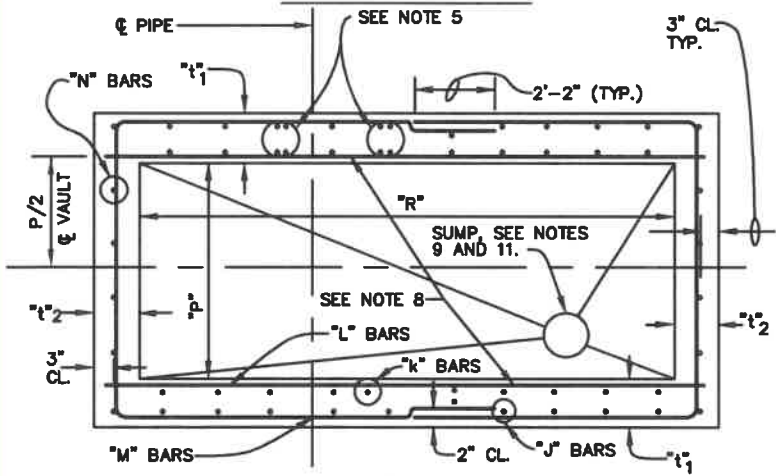 ℄ PIPE
SEE NOTE 5
3" CL.
TYP.
"N" BARS
"t"1
2'-2" (TYP.)
P/2
℄ VAULT
"R"
SUMP, SEE NOTES
9 AND 11.
"P"
SEE NOTE 8
"t"2
"t"2
"L" BARS
3"
CL.
"k" BARS
"M" BARS
2" CL.
"J" BARS
"t"1